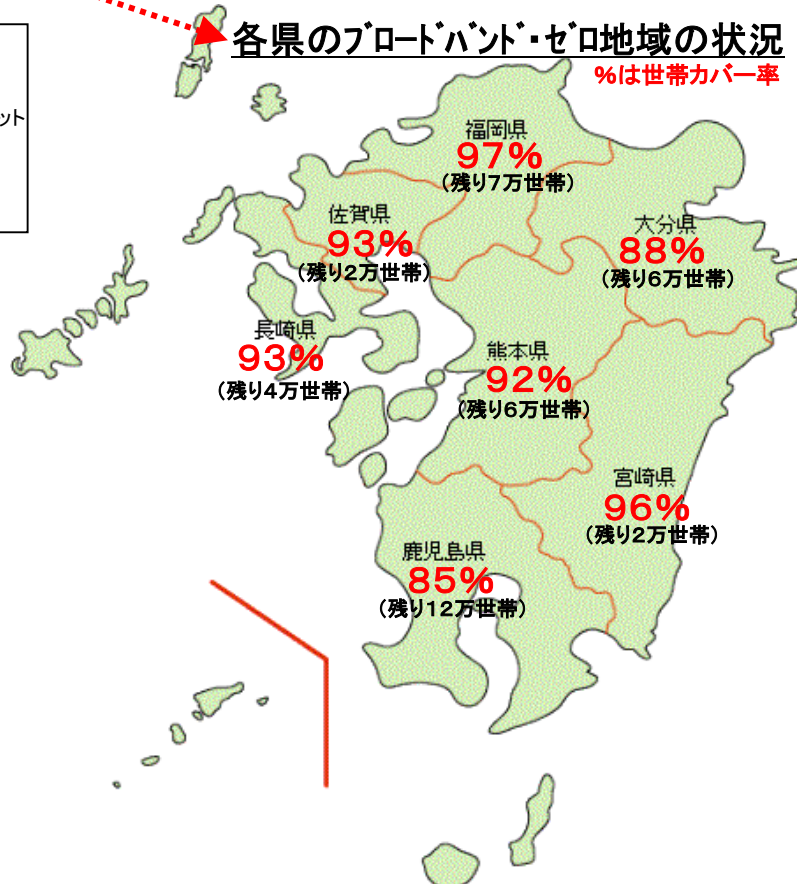 各県のブロードバンド・ゼロ地域の状況
%は世帯カバー率
ット
福岡県
97%
(残り7万世帯)
佐賀県
93%
(残り2万世帯)
大分県
88%
(残り6万世帯)
長崎県
93%
(残り4万世帯)
熊本県
92%
(残り6万世帯)
宮崎県
96%
(残り2万世帯)
鹿児島県
85%
(残り12万世帯)